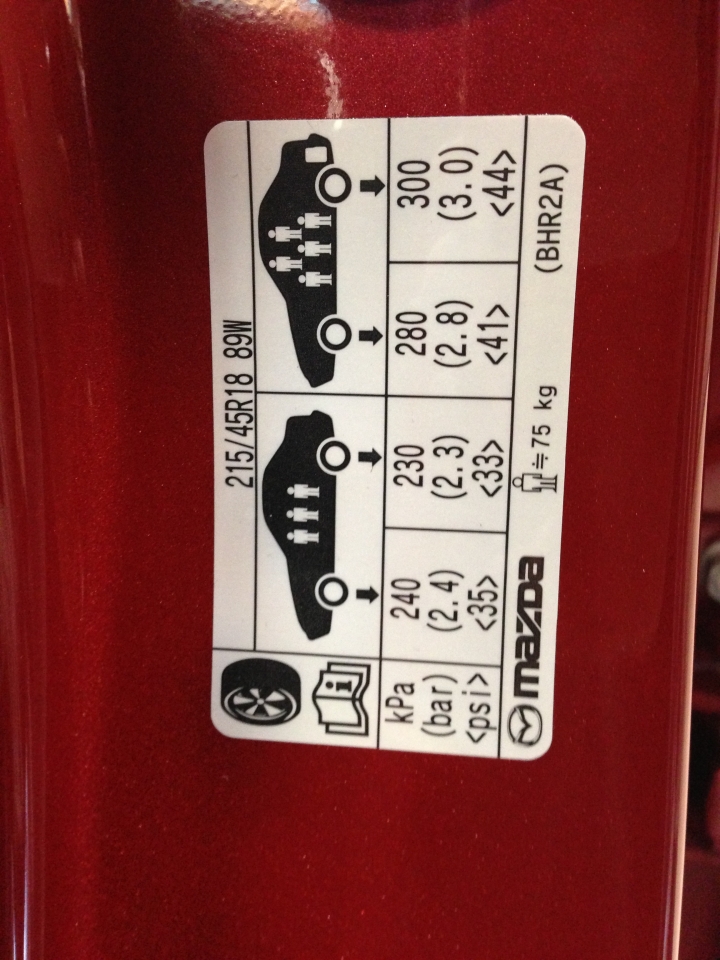 215/45R18 89W
i
kPa 240 230 280 300
(bar) (2.4) (2.3) (2.8) (3.0)
<psi> <35> <33> <41> <44>
mazda ≒75 kg (BHR2A)